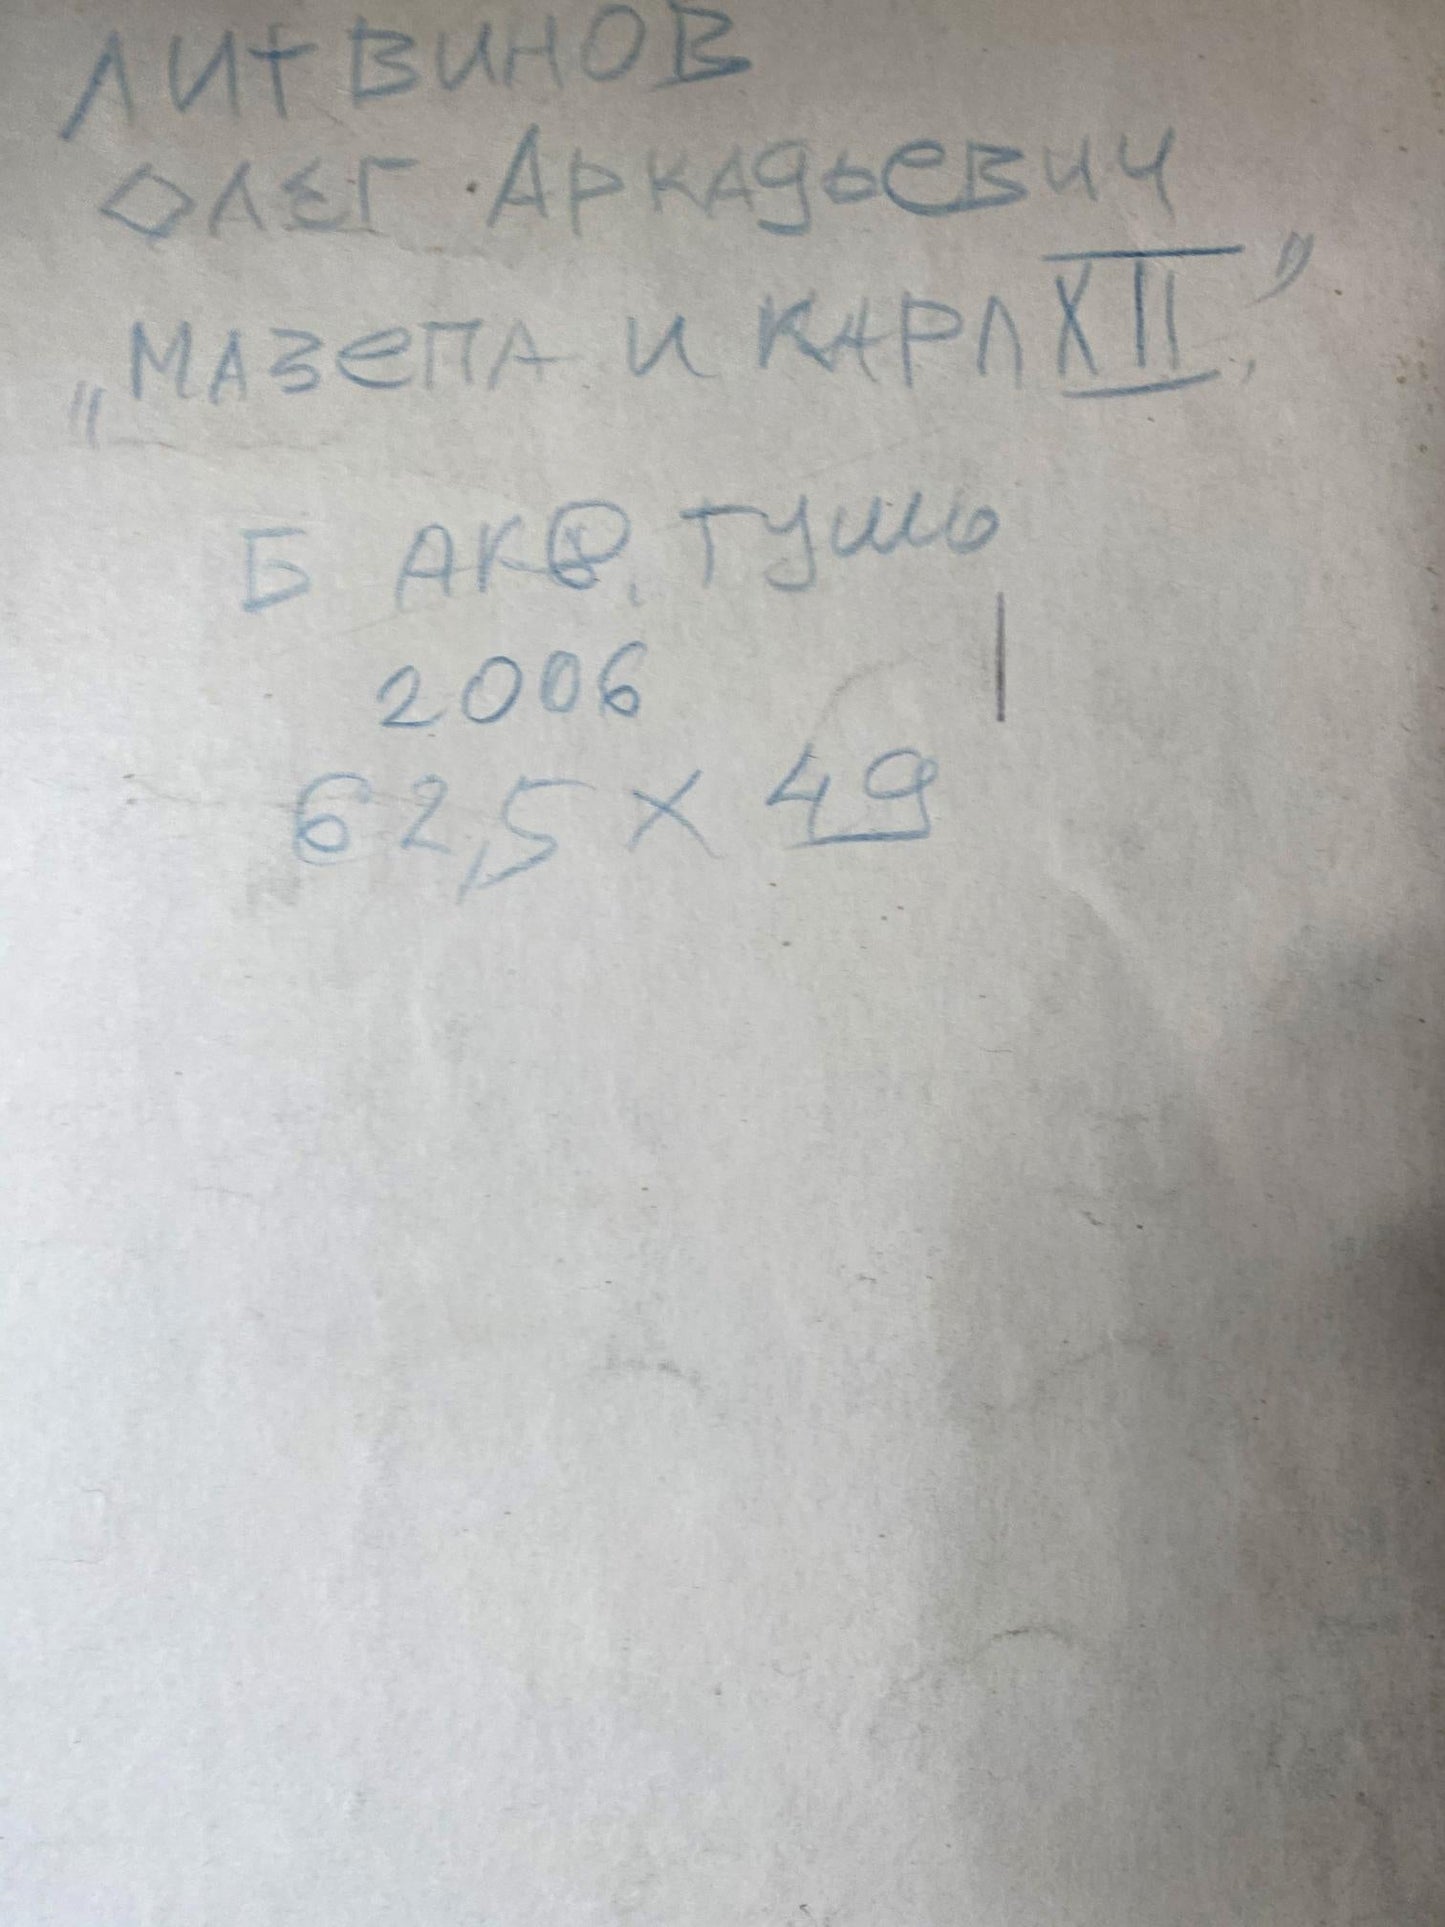 ЛИТВИНОВ
ОЛЕГ АРКАДЬЕВИЧ
„МАЗЕПА И КАРЛ XII.”
Б АКВ. ТУШЬ
2006
62,5 х 49